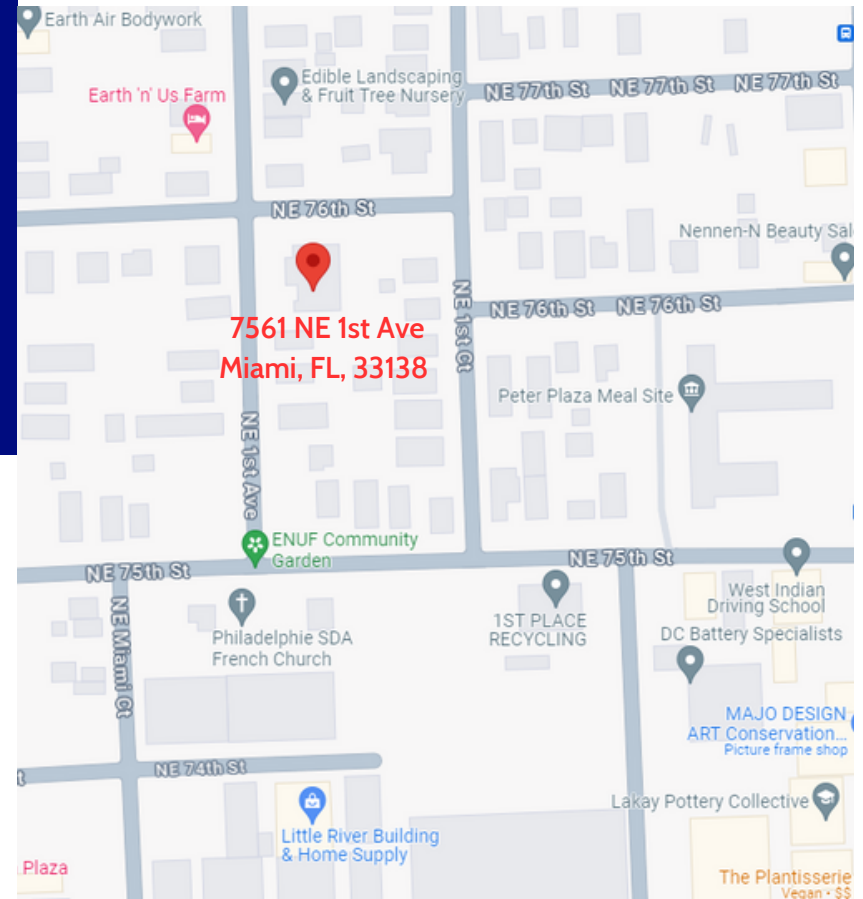 Earth Air Bodywork
Edible Landscaping
& Fruit Tree Nursery
Earth 'n' Us Farm
NE 77th St NE 77th St NE 77th St
NE 76th St
Nennen-N Beauty Sal
NE 1st Ct
NE 76th St NE 76th St
7561 NE 1st Ave
Miami, FL, 33138
Peter Plaza Meal Site
NE 1st Ave
ENUF Community
Garden
NE 75th St
NE 75th St
West Indian
Driving School
NE Miami Ct
Philadelphie SDA
French Church
1ST PLACE
RECYCLING
DC Battery Specialists
MAJO DESIGN
ART Conservation...
Picture frame shop
NE 74th St
Lakay Pottery Collective
Little River Building
& Home Supply
Plaza
The Plantisserie
Vegan • $$